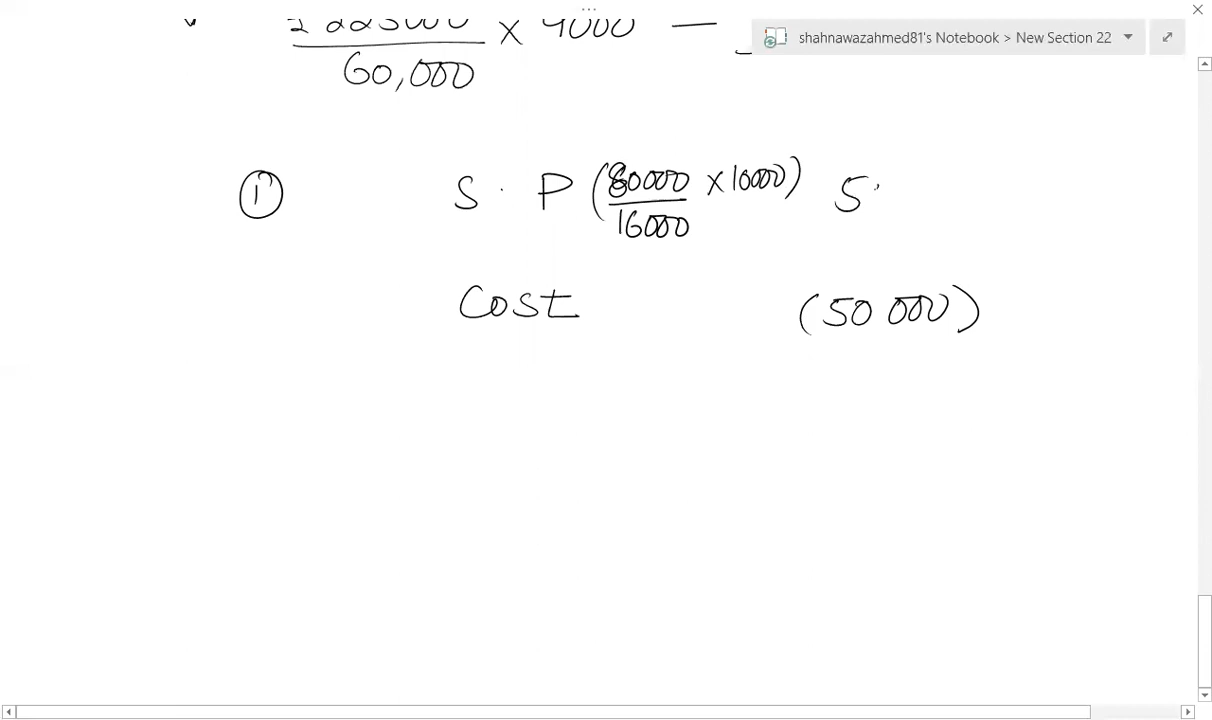 shahnawazahmed81's Notebook > New Section 22
60,000
① S. P (80000 / 16000 × 10000) 5
Cost (50 000)